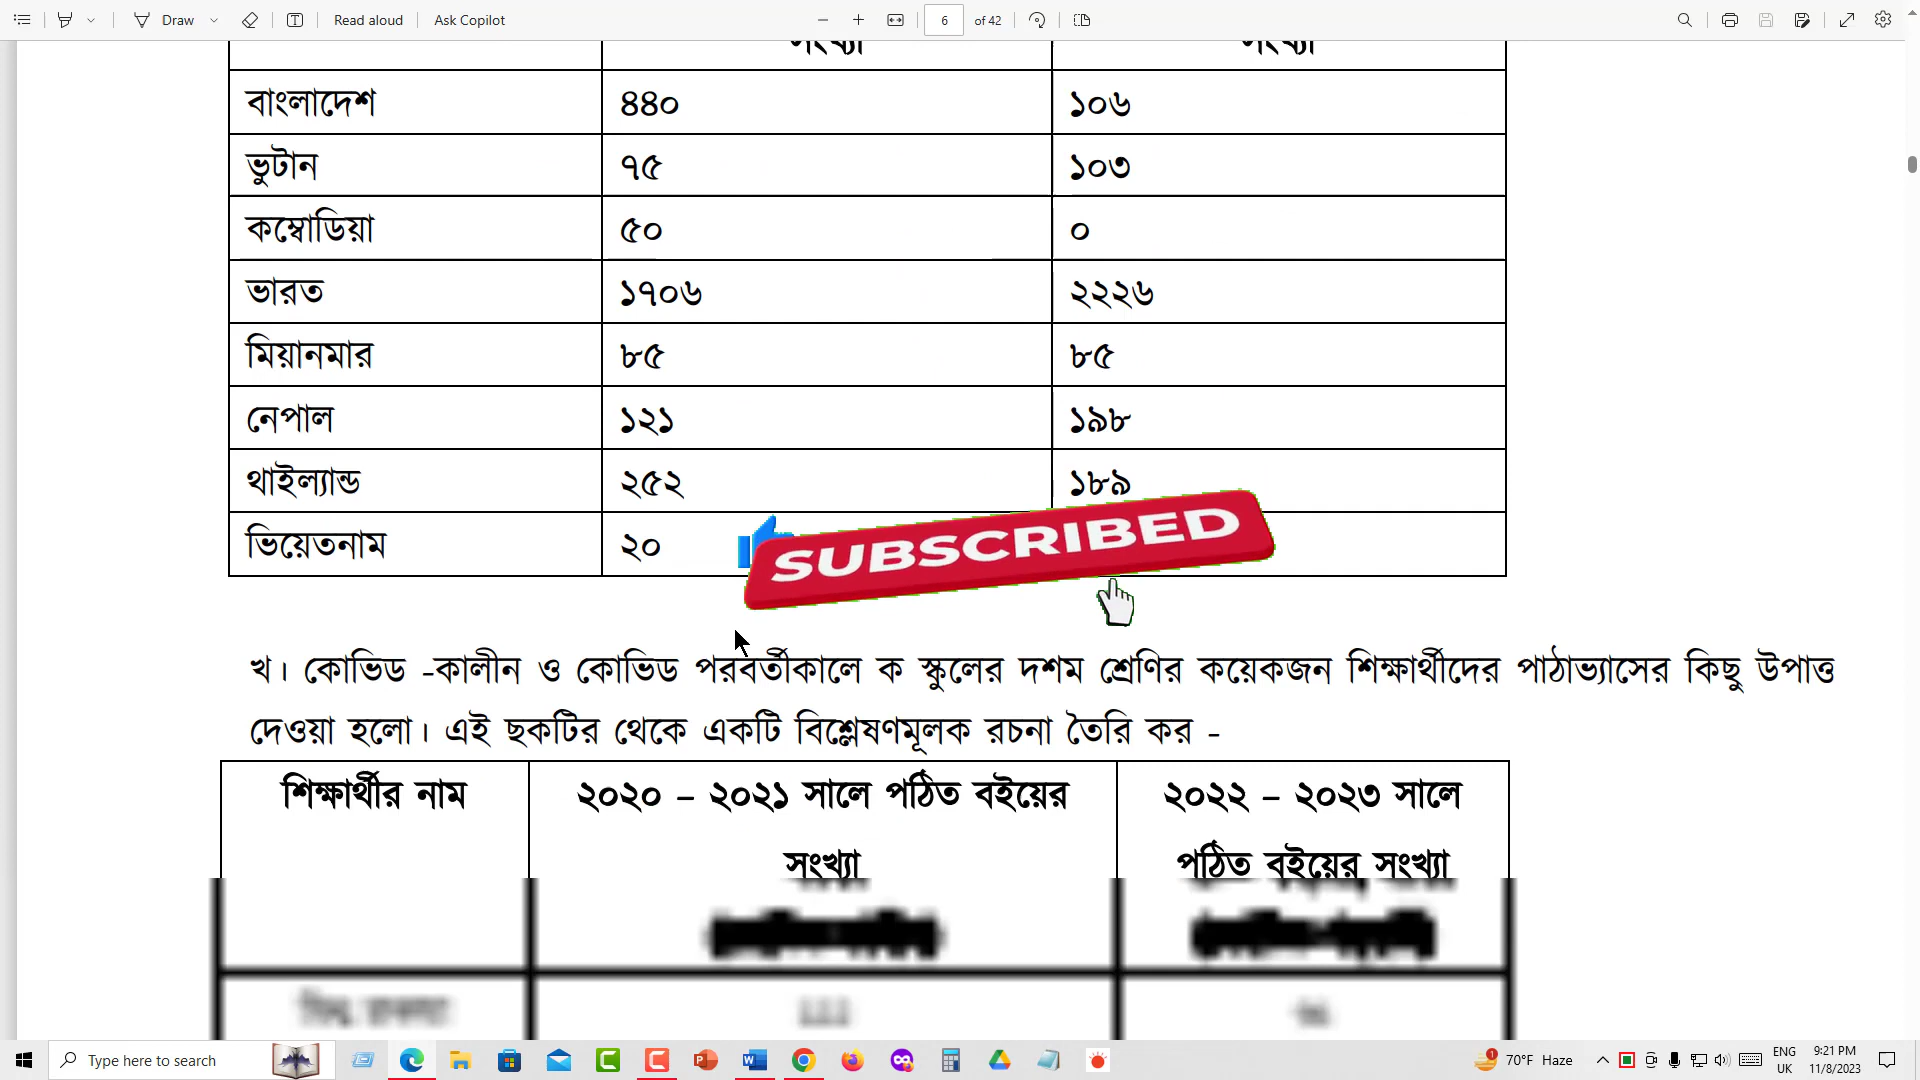 Draw
Read aloud
Ask Copilot
6
of 42
সংখ্যা সংখ্যা
বাংলাদেশ ৪৪০ ১০৬
ভুটান ৭৫ ১০৩
কম্বোডিয়া ৫০ ০
ভারত ১৭০৬ ২২২৬
মিয়ানমার ৮৫ ৮৫
নেপাল ১২১ ১৯৮
থাইল্যান্ড ২৫২ ১৮৯
ভিয়েতনাম ২০
SUBSCRIBED
খ। কোভিড -কালীন ও কোভিড পরবর্তীকালে ক স্কুলের দশম শ্রেণির কয়েকজন শিক্ষার্থীদের পাঠাভ্যাসের কিছু উপাত্ত
দেওয়া হলো। এই ছকটির থেকে একটি বিশ্লেষণমূলক রচনা তৈরি কর -
শিক্ষার্থীর নাম ২০২০ – ২০২১ সালে পঠিত বইয়ের ২০২২ – ২০২৩ সালে
সংখ্যা পঠিত বইয়ের সংখ্যা
Type here to search
70°F Haze
ENG
UK
9:21 PM
11/8/2023